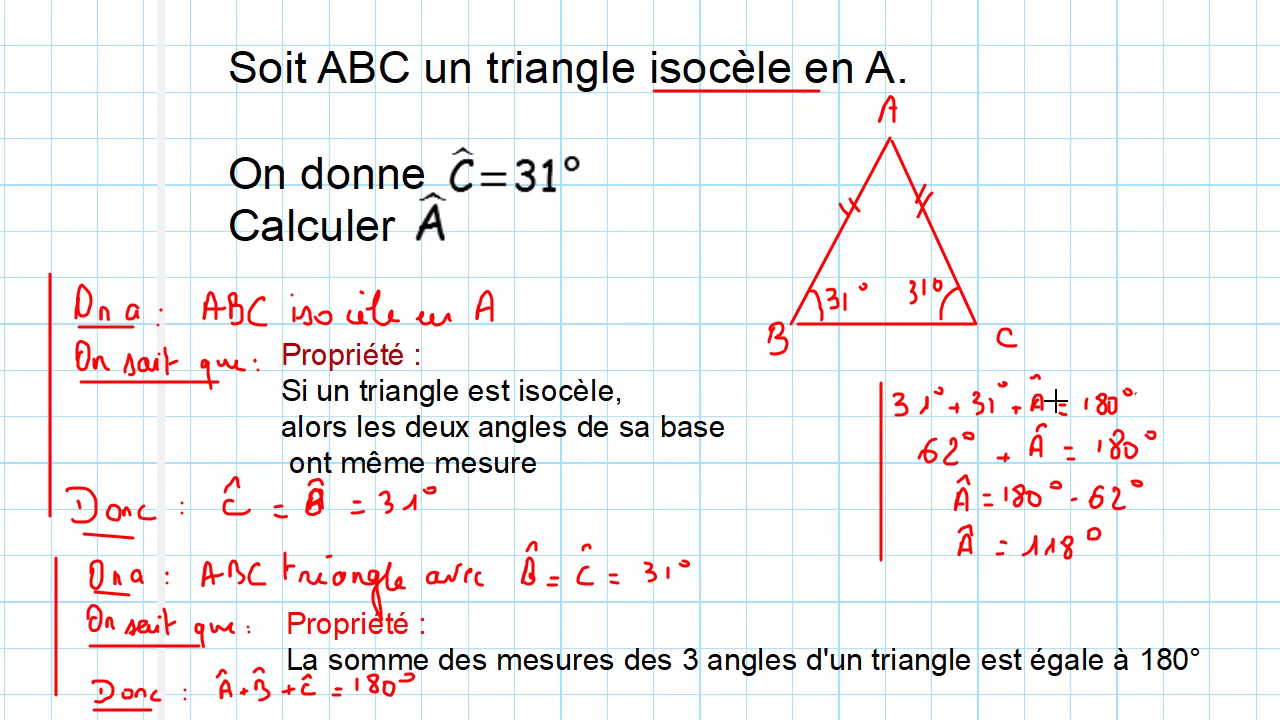 Soit ABC un triangle isocèle en A.
A
On donne Ĉ=31°
Calculer Â
31° 31°
B C
On a : ABC isocèle en A
On sait que : Propriété :
Si un triangle est isocèle,
alors les deux angles de sa base
ont même mesure
Donc : Ĉ = B̂ = 31°
31° + 31° + Â = 180°
62° + Â = 180°
Â = 180° - 62°
Â = 118°
On a : ABC triangle avec B̂ = Ĉ = 31°
On sait que : Propriété :
La somme des mesures des 3 angles d'un triangle est égale à 180°
Donc : Â + B̂ + Ĉ = 180°